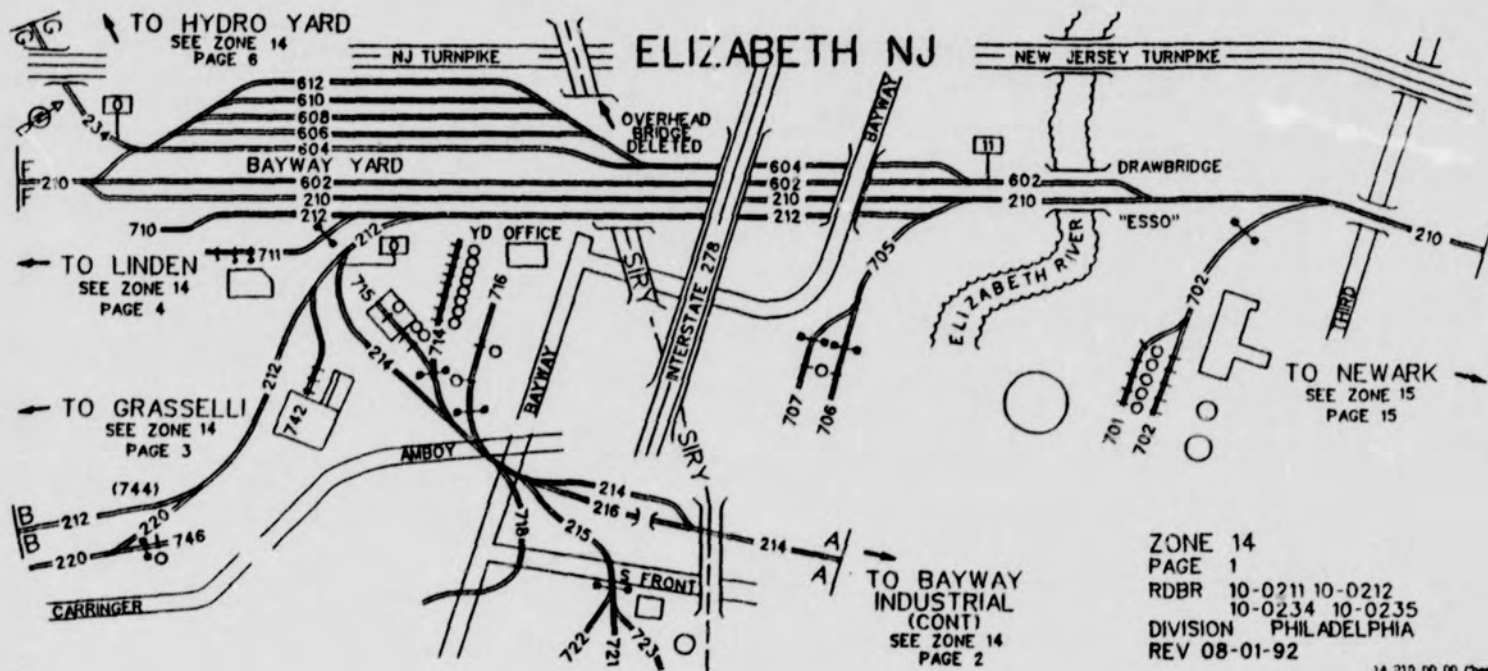 G
G
TO HYDRO YARD
SEE ZONE 14
PAGE 6
NJ TURNPIKE
ELIZABETH NJ
NEW JERSEY TURNPIKE
612
610
608
606
604
234
0
OVERHEAD
BRIDGE
DELETED
BAYWAY
11
DRAWBRIDGE
F
F
210
BAYWAY YARD
602
210
212
604
602
210
212
602
210
"ESSO"
210
710
711
212
0
YD OFFICE
TO LINDEN
SEE ZONE 14
PAGE 4
715
714
716
214
SIRY
INTERSTATE 278
705
ELIZABETH RIVER
702
THIRD
212
742
BAYWAY
707
706
701
702
TO NEWARK
SEE ZONE 15
PAGE 15
TO GRASSELLI
SEE ZONE 14
PAGE 3
AMBOY
SIRY
(744)
B
B
212
220
220
746
214
216
215
718
214
A
A
S FRONT
CARRINGER
722
721
723
TO BAYWAY
INDUSTRIAL
(CONT)
SEE ZONE 14
PAGE 2
ZONE 14
PAGE 1
RDBR 10-0211 10-0212
10-0234 10-0235
DIVISION PHILADELPHIA
REV 08-01-92